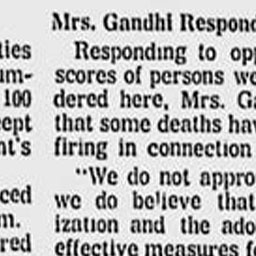 Mrs. Gandhi Respond
Responding to opp
scores of persons we
dered here, Mrs. Ga
that some deaths hav
firing in connection
"We do not appro
we do believe that
ization and the ado
effective measures f
ties
um-
100
ept
nt's
ced
m.
red